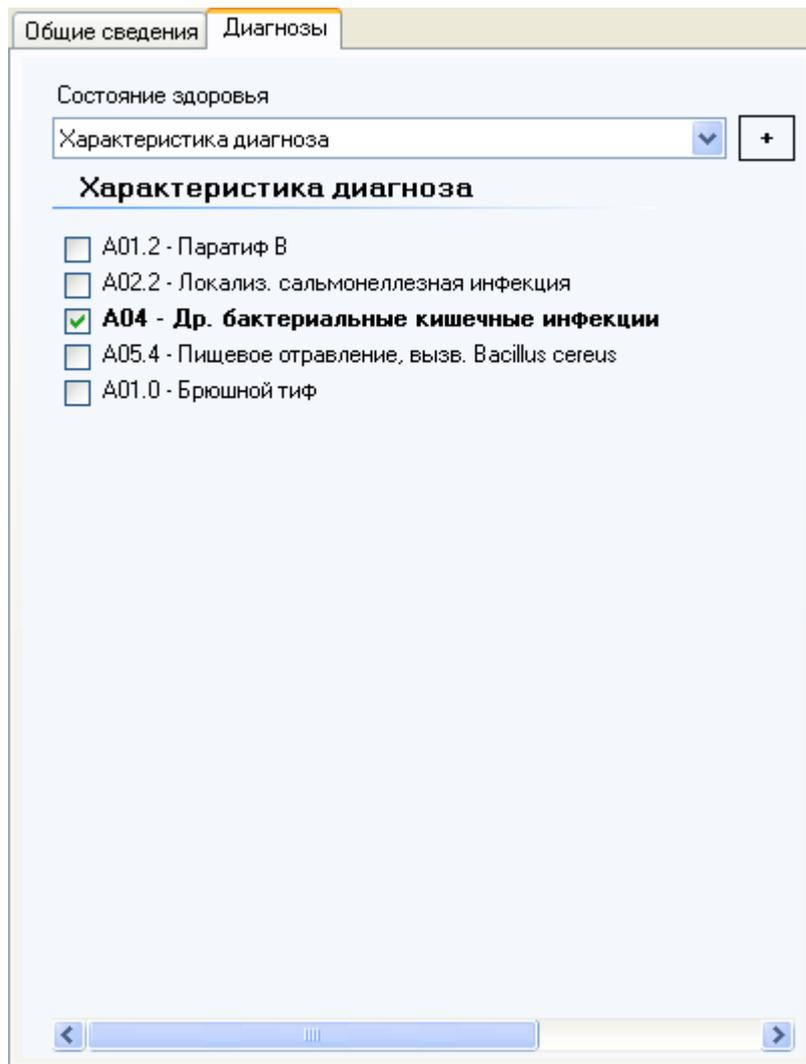 Общие сведения
Диагнозы
Состояние здоровья
Характеристика диагноза
+
Характеристика диагноза
A01.2 - Паратиф B
A02.2 - Локализ. сальмонеллезная инфекция
A04 - Др. бактериальные кишечные инфекции
A05.4 - Пищевое отравление, вызв. Bacillus cereus
A01.0 - Брюшной тиф